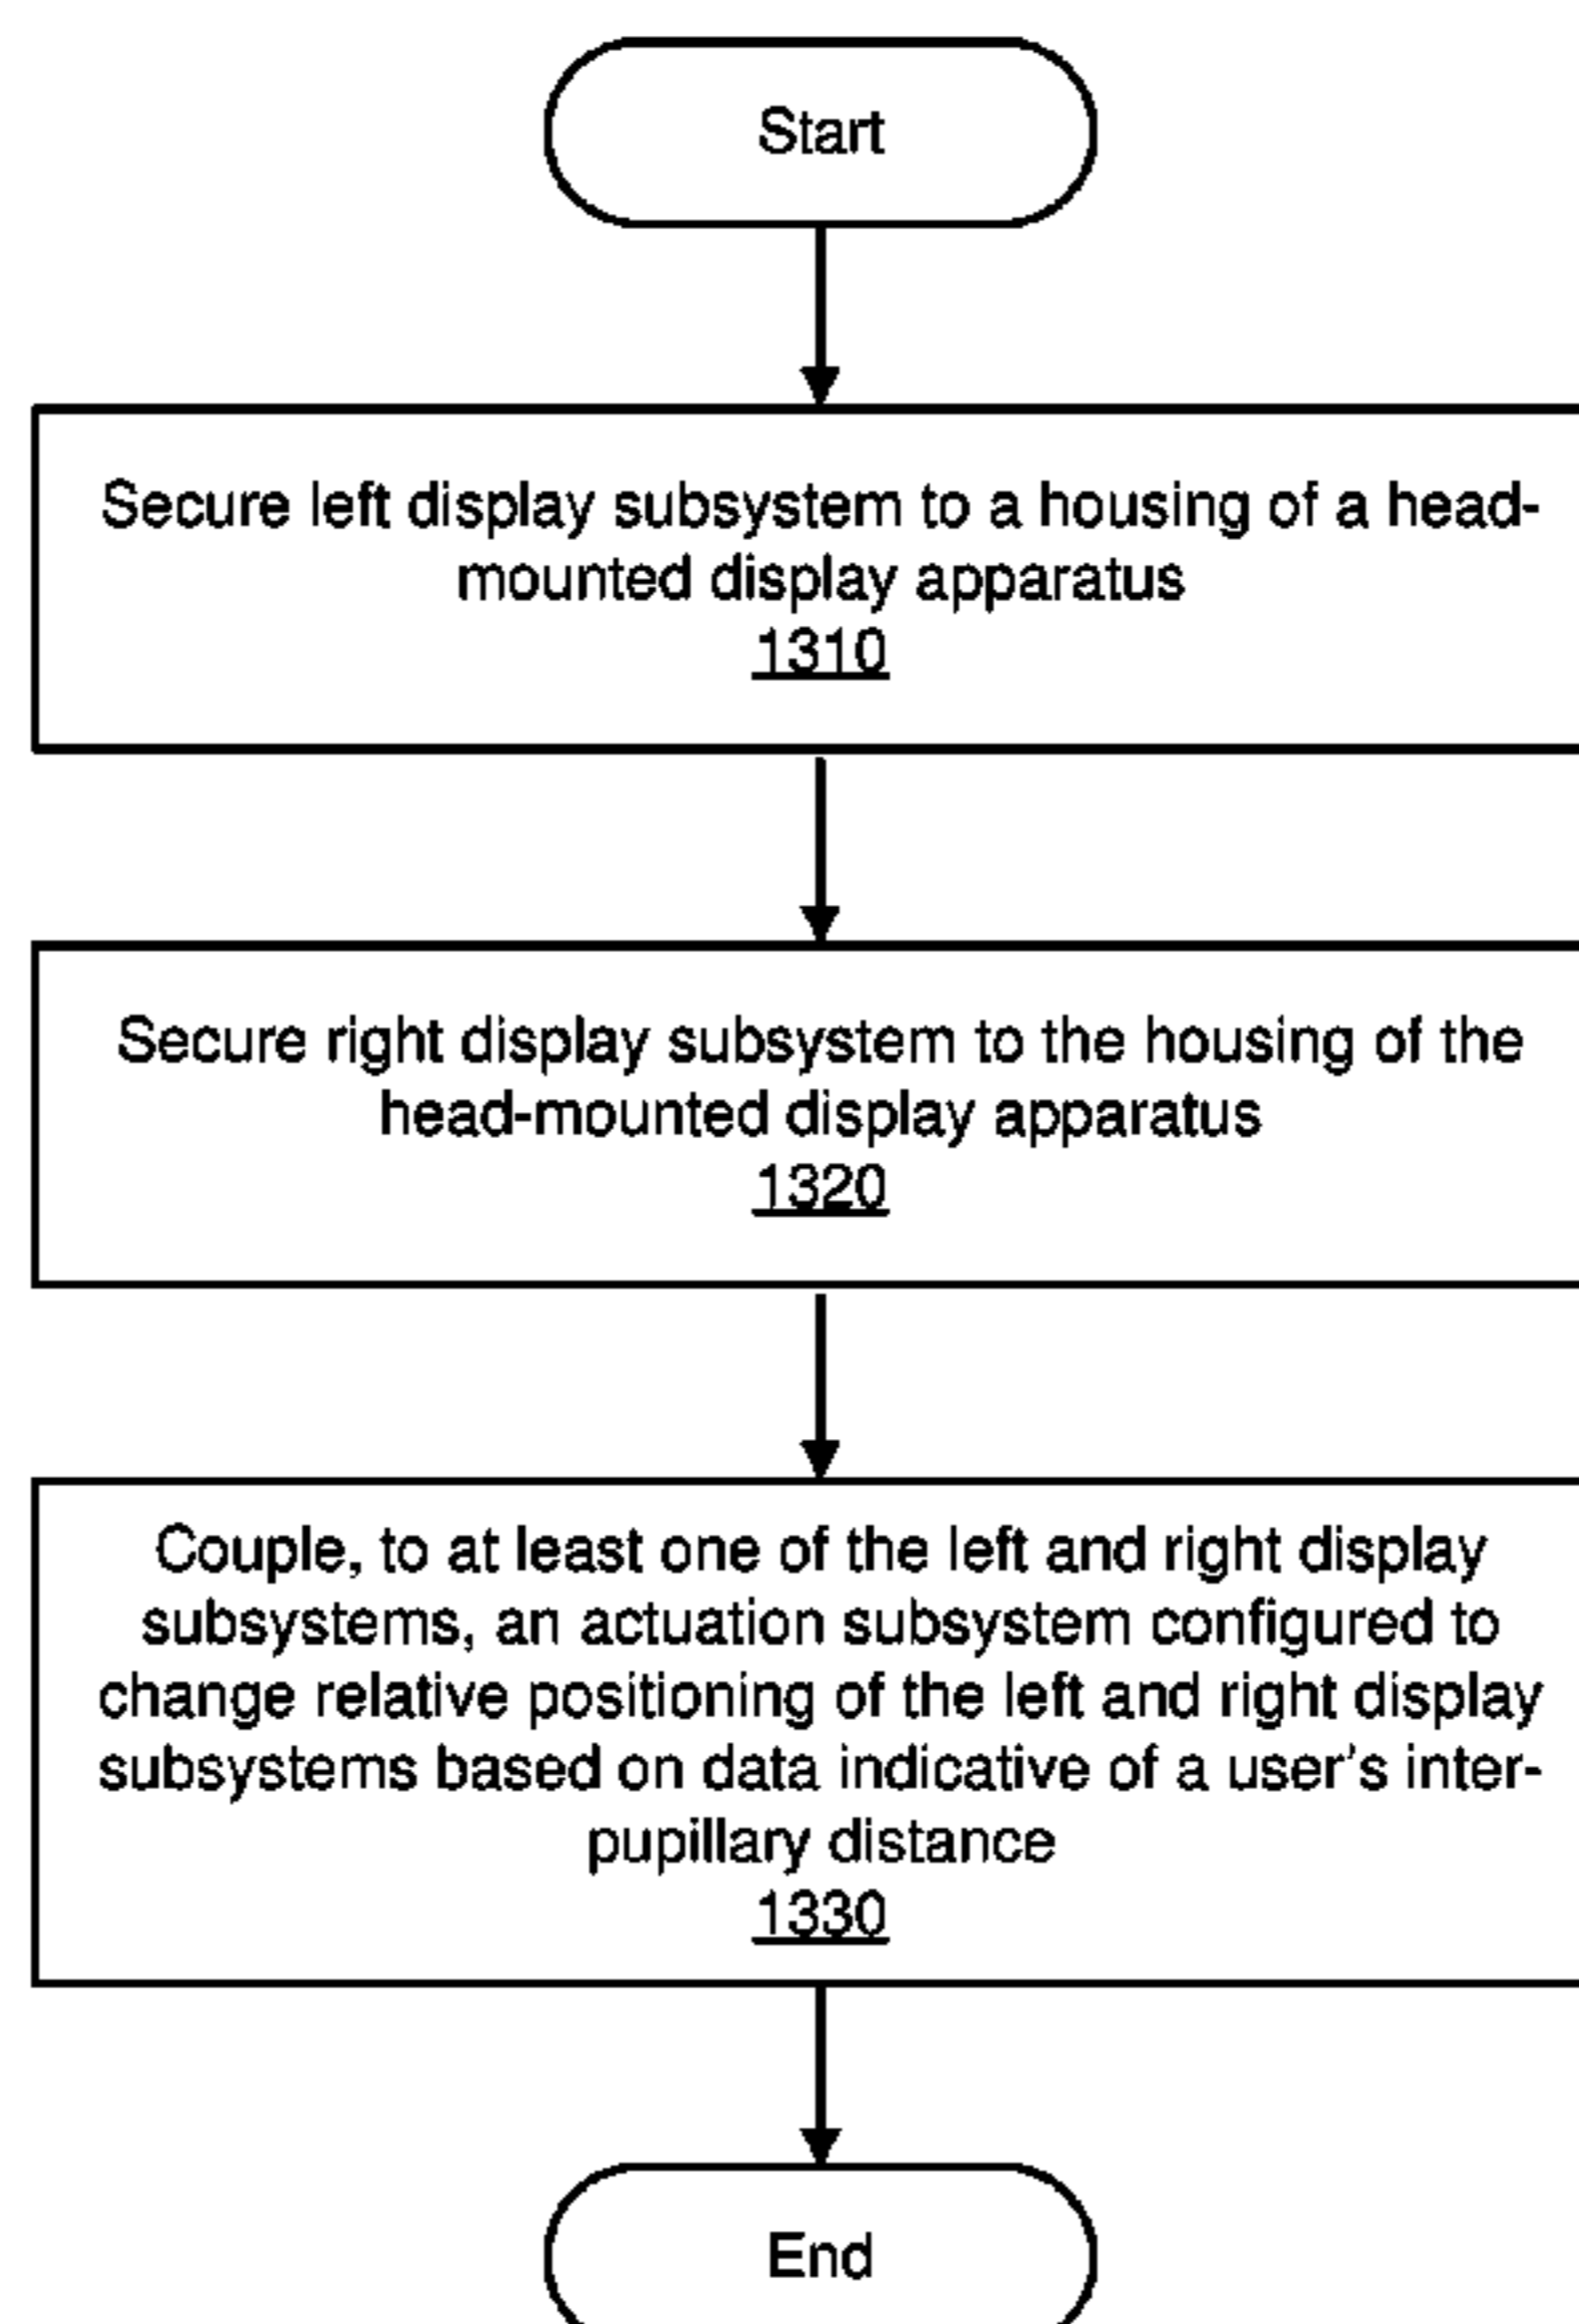 Start
Secure left display subsystem to a housing of a head-
mounted display apparatus
1310
Secure right display subsystem to the housing of the
head-mounted display apparatus
1320
Couple, to at least one of the left and right display
subsystems, an actuation subsystem configured to
change relative positioning of the left and right display
subsystems based on data indicative of a user's inter-
pupillary distance
1330
End